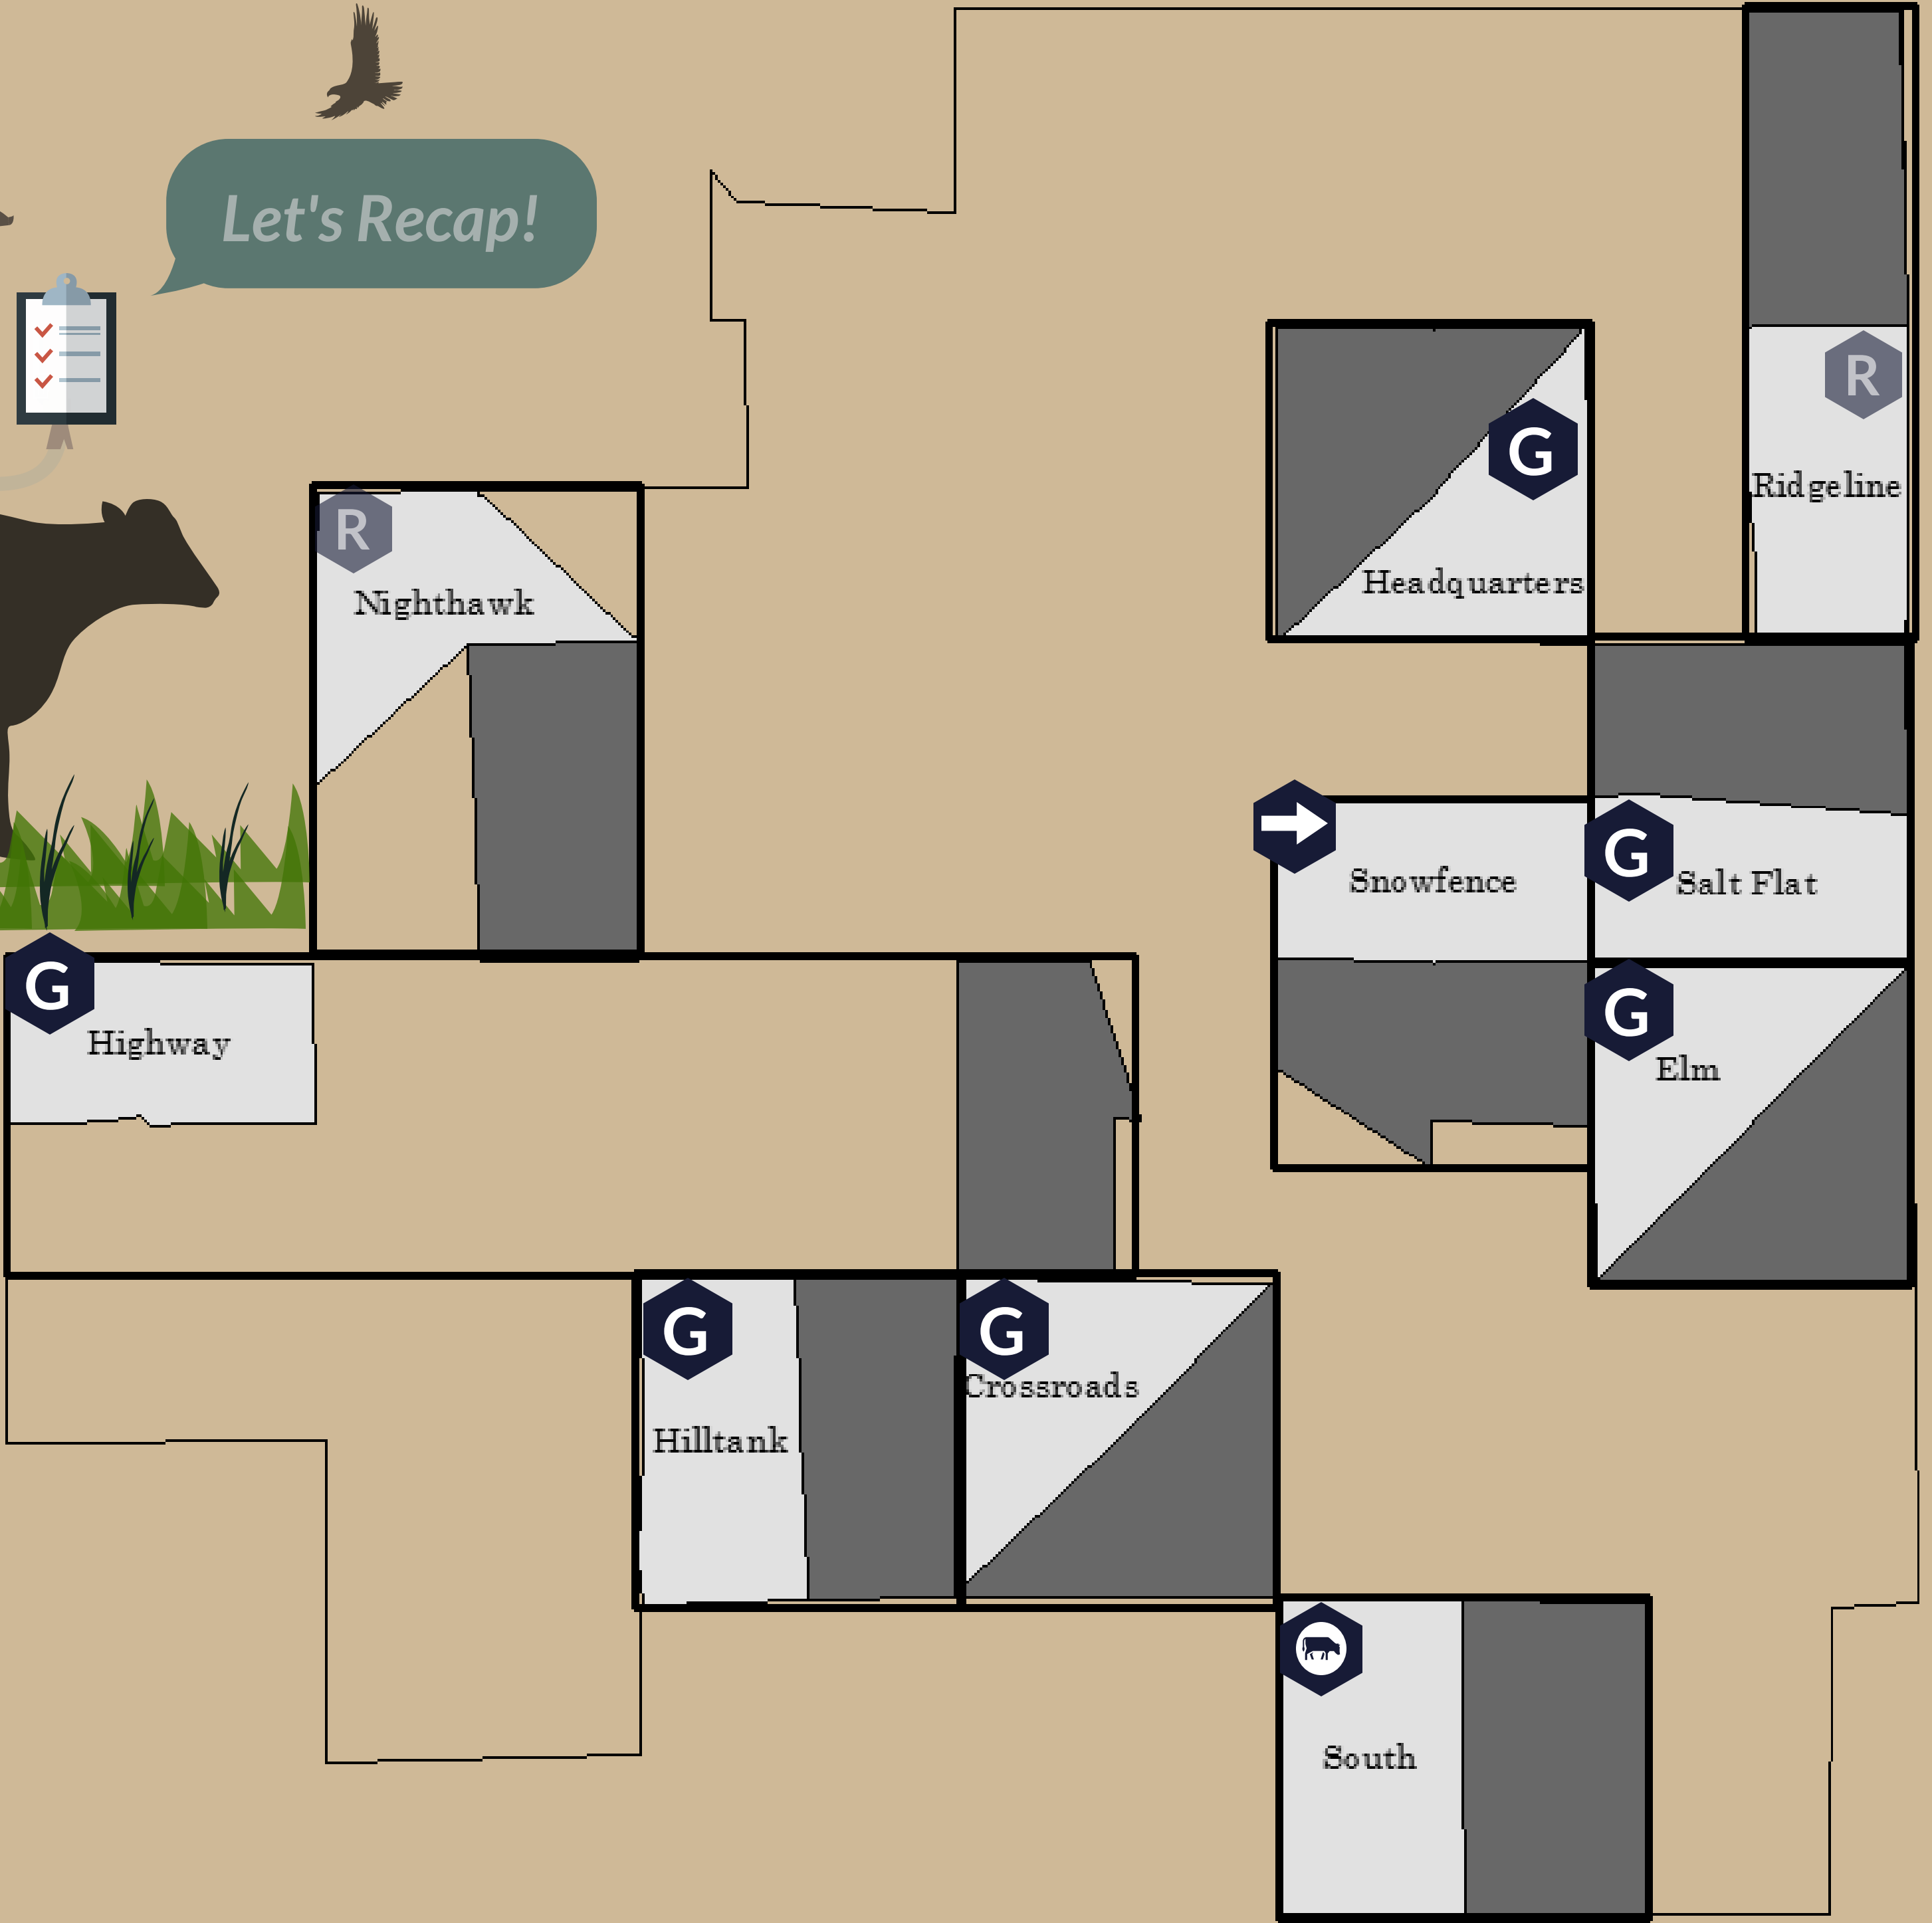 Let's Recap!
R
Ridgeline
G
Headquarters
R
Nighthawk
Snowfence
G
Salt Flat
G
Highway
G
Elm
G
Hilltank
G
Crossroads
South